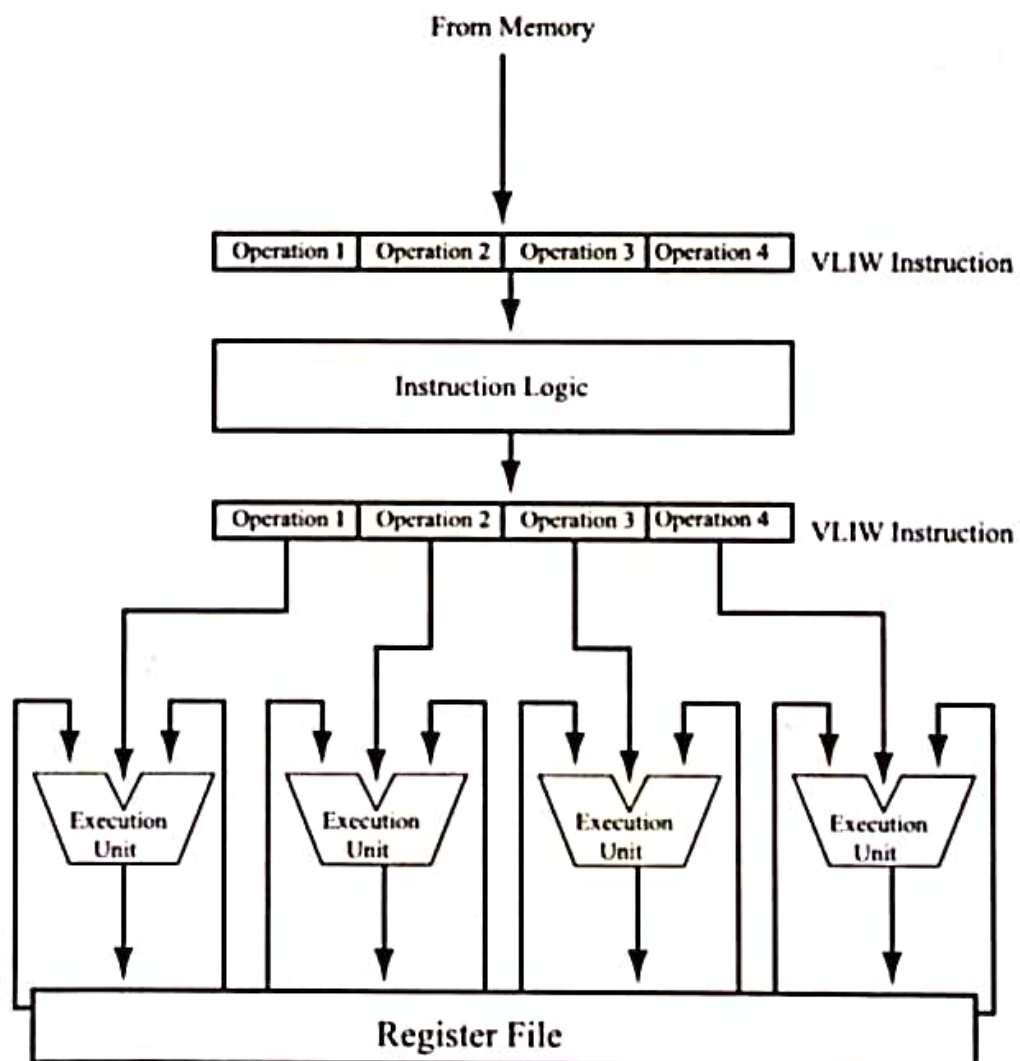 From Memory
Operation 1 Operation 2 Operation 3 Operation 4 VLIW Instruction
Instruction Logic
Operation 1 Operation 2 Operation 3 Operation 4 VLIW Instruction
Execution Unit
Execution Unit
Execution Unit
Execution Unit
Register File